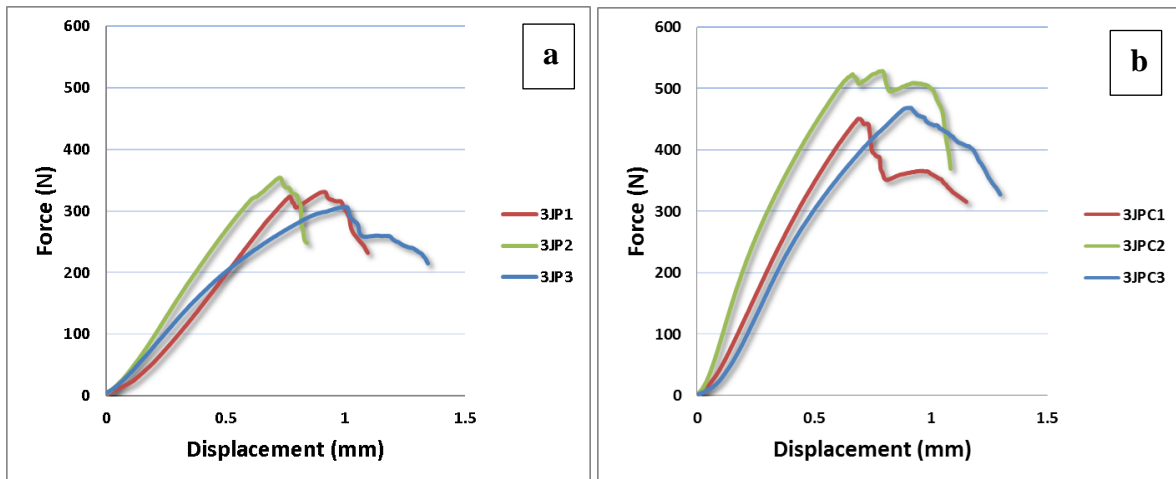 a
600
500
400
300
200
100
0
Force (N)
0 0.5 1 1.5
Displacement (mm)
3JP1
3JP2
3JP3
b
600
500
400
300
200
100
0
Force (N)
0 0.5 1 1.5
Displacement (mm)
3JPC1
3JPC2
3JPC3